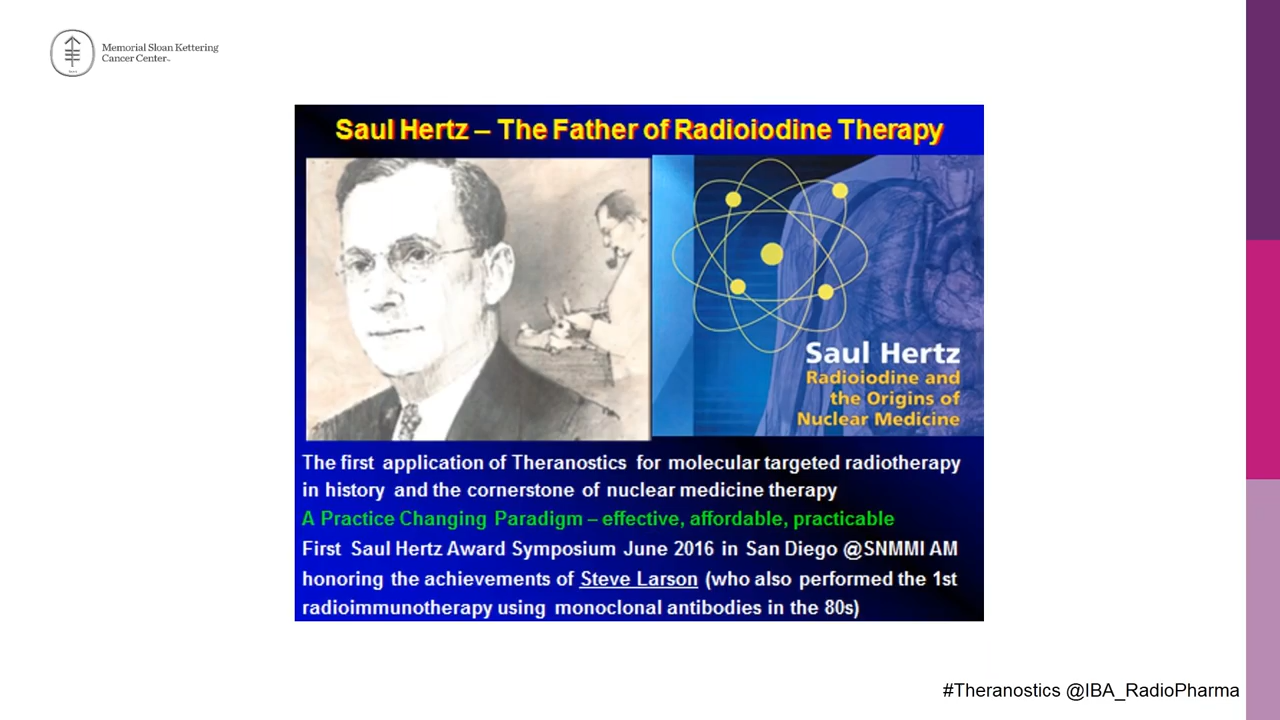 Memorial Sloan Kettering
Cancer Center
Saul Hertz – The Father of Radioiodine Therapy
Saul Hertz
Radioiodine and
the Origins of
Nuclear Medicine
The first application of Theranostics for molecular targeted radiotherapy
in history and the cornerstone of nuclear medicine therapy
A Practice Changing Paradigm – effective, affordable, practicable
First Saul Hertz Award Symposium June 2016 in San Diego @SNMMI AM
honoring the achievements of Steve Larson (who also performed the 1st
radioimmunotherapy using monoclonal antibodies in the 80s)
#Theranostics @IBA_RadioPharma